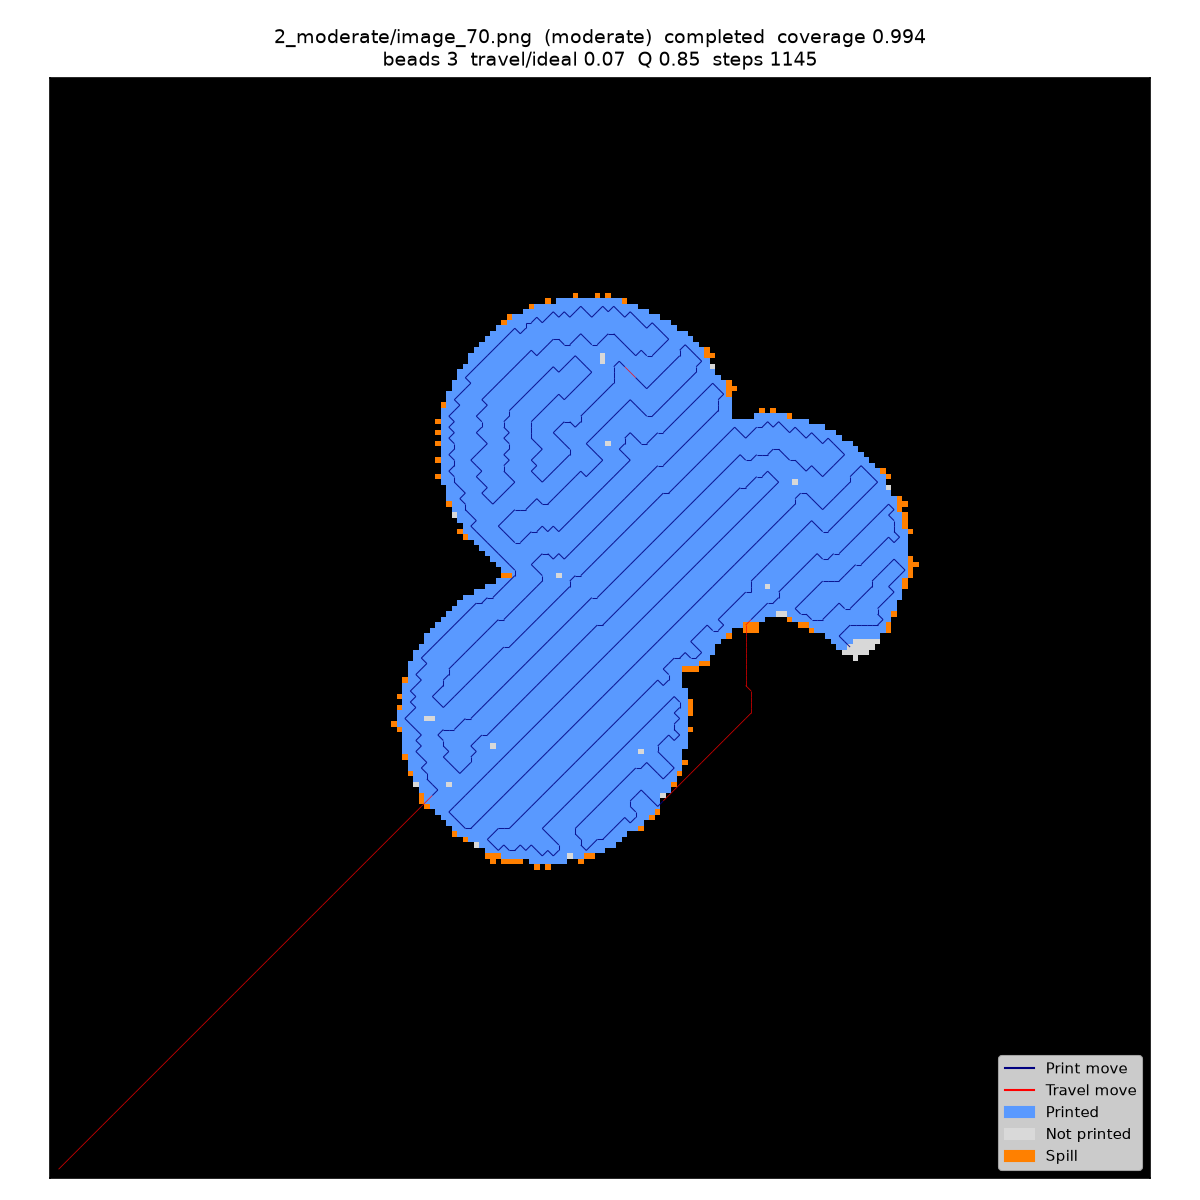 2_moderate/image_70.png  (moderate)  completed  coverage 0.994
beads 3  travel/ideal 0.07  Q 0.85  steps 1145
Print move
Travel move
Printed
Not printed
Spill